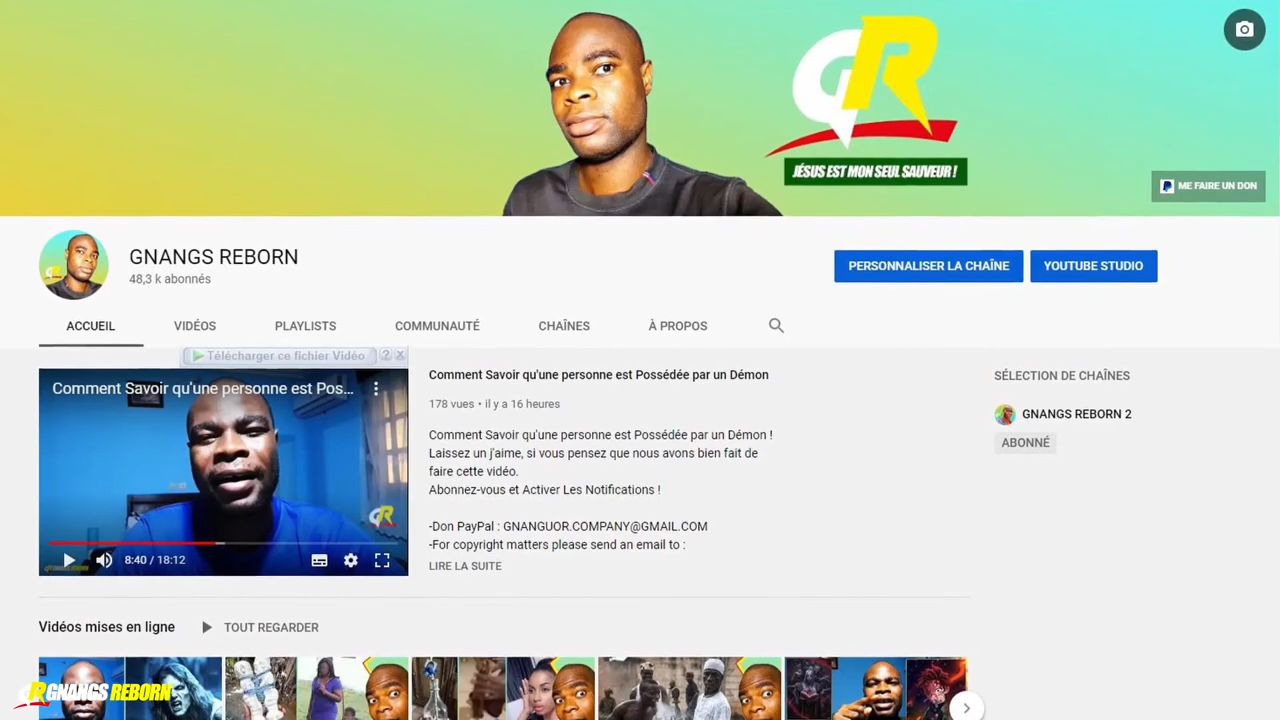 GR
JÉSUS EST MON SEUL SAUVEUR !
ME FAIRE UN DON
GNANGS REBORN
48,3 k abonnés
PERSONNALISER LA CHAÎNE
YOUTUBE STUDIO
ACCUEIL
VIDÉOS
PLAYLISTS
COMMUNAUTÉ
CHAÎNES
À PROPOS
Télécharger ce fichier Vidéo
?
Comment Savoir qu'une personne est Pos...
GR
8:40 / 18:12
Comment Savoir qu'une personne est Possédée par un Démon
178 vues • il y a 16 heures
Comment Savoir qu'une personne est Possédée par un Démon !
Laissez un j'aime, si vous pensez que nous avons bien fait de
faire cette vidéo.
Abonnez-vous et Activer Les Notifications !
-Don PayPal : GNANGUOR.COMPANY@GMAIL.COM
-For copyright matters please send an email to :
LIRE LA SUITE
SÉLECTION DE CHAÎNES
GNANGS REBORN 2
ABONNÉ
Vidéos mises en ligne
TOUT REGARDER
GR GNANGS REBORN